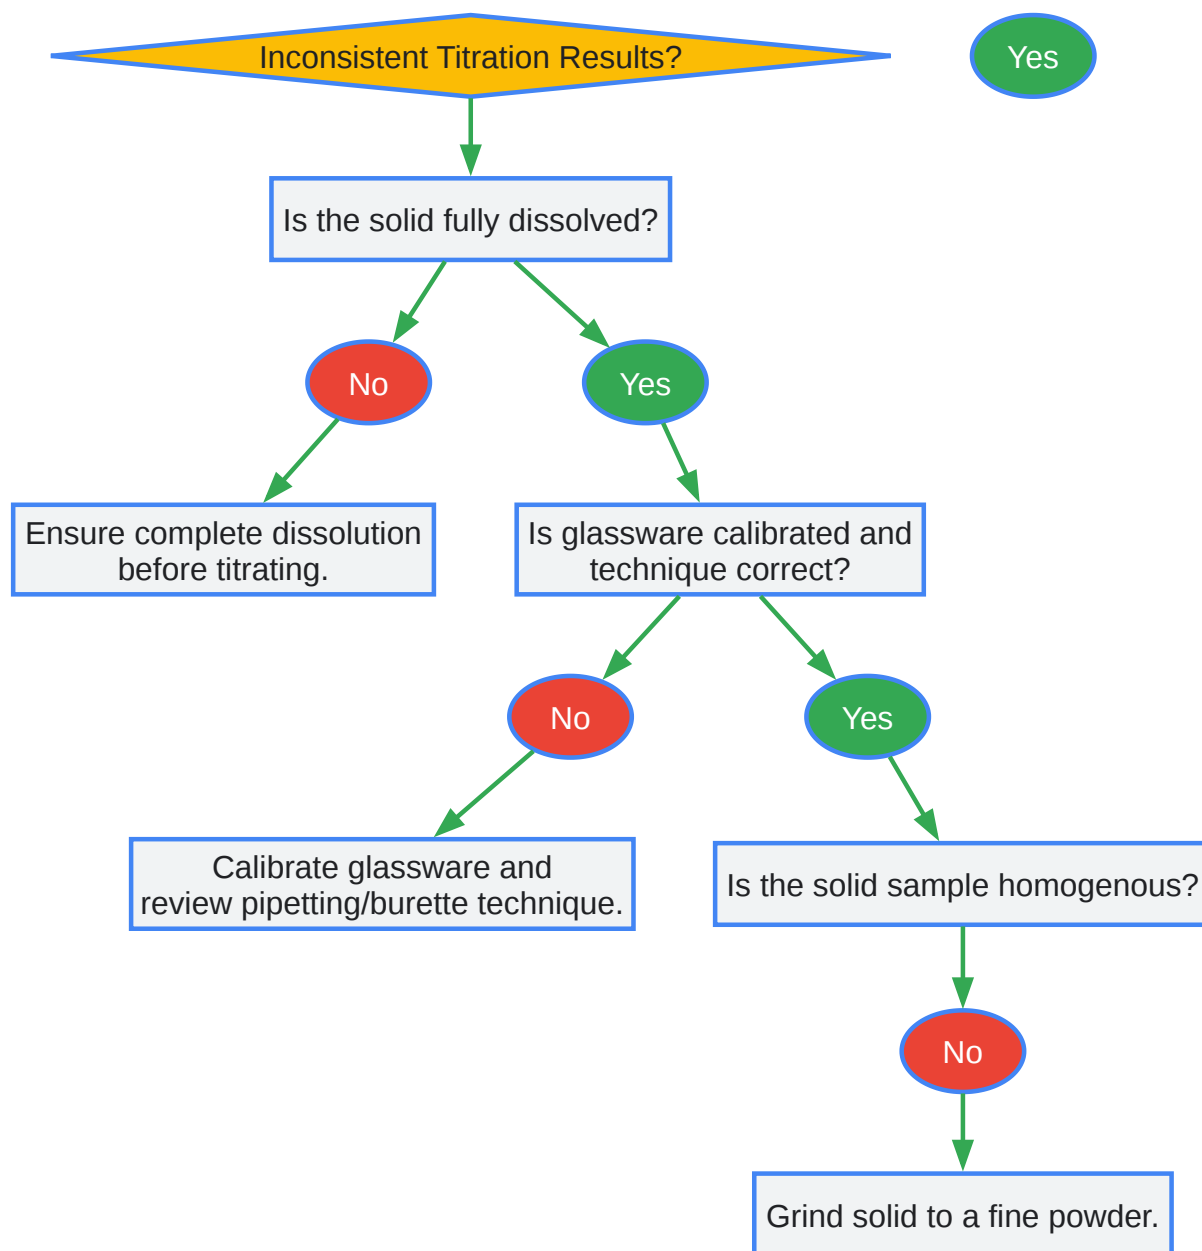 Inconsistent Titration Results?
Yes
Is the solid fully dissolved?
No
Yes
Ensure complete dissolution
before titrating.
Is glassware calibrated and
technique correct?
No
Yes
Calibrate glassware and
review pipetting/burette technique.
Is the solid sample homogenous?
No
Grind solid to a fine powder.